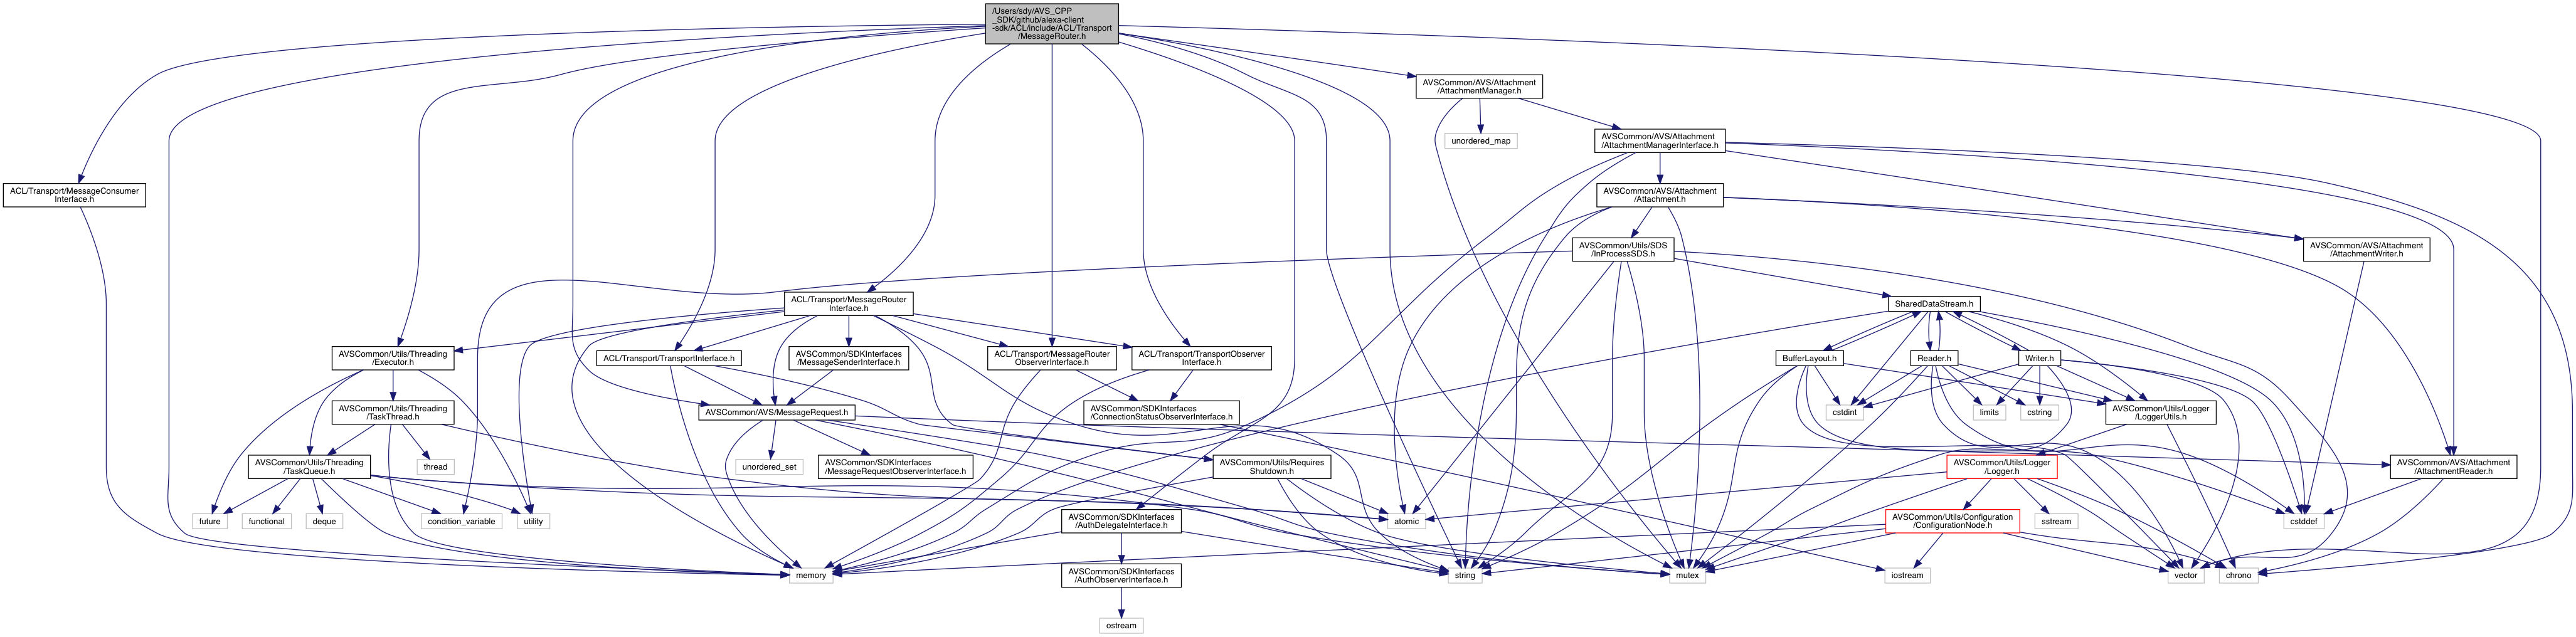 /Users/sdy/AVS_CPP
_SDK/github/alexa-client
-sdk/ACL/include/ACL/Transport
/MessageRouter.h
AVSCommon/AVS/Attachment
/AttachmentManager.h
unordered_map
AVSCommon/AVS/Attachment
/AttachmentManagerInterface.h
ACL/Transport/MessageConsumer
Interface.h
AVSCommon/AVS/Attachment
/Attachment.h
AVSCommon/Utils/SDS
/InProcessSDS.h
AVSCommon/AVS/Attachment
/AttachmentWriter.h
ACL/Transport/MessageRouter
Interface.h
SharedDataStream.h
AVSCommon/Utils/Threading
/Executor.h
ACL/Transport/TransportInterface.h
AVSCommon/SDKInterfaces
/MessageSenderInterface.h
ACL/Transport/MessageRouter
ObserverInterface.h
ACL/Transport/TransportObserver
Interface.h
BufferLayout.h
Reader.h
Writer.h
AVSCommon/Utils/Threading
/TaskThread.h
AVSCommon/AVS/MessageRequest.h
AVSCommon/SDKInterfaces
/ConnectionStatusObserverInterface.h
cstdint
limits
cstring
AVSCommon/Utils/Logger
/LoggerUtils.h
AVSCommon/Utils/Threading
/TaskQueue.h
thread
unordered_set
AVSCommon/SDKInterfaces
/MessageRequestObserverInterface.h
AVSCommon/Utils/Requires
Shutdown.h
AVSCommon/Utils/Logger
/Logger.h
AVSCommon/AVS/Attachment
/AttachmentReader.h
future
functional
deque
condition_variable
utility
AVSCommon/SDKInterfaces
/AuthDelegateInterface.h
atomic
AVSCommon/Utils/Configuration
/ConfigurationNode.h
sstream
cstddef
memory
AVSCommon/SDKInterfaces
/AuthObserverInterface.h
string
mutex
iostream
vector
chrono
ostream